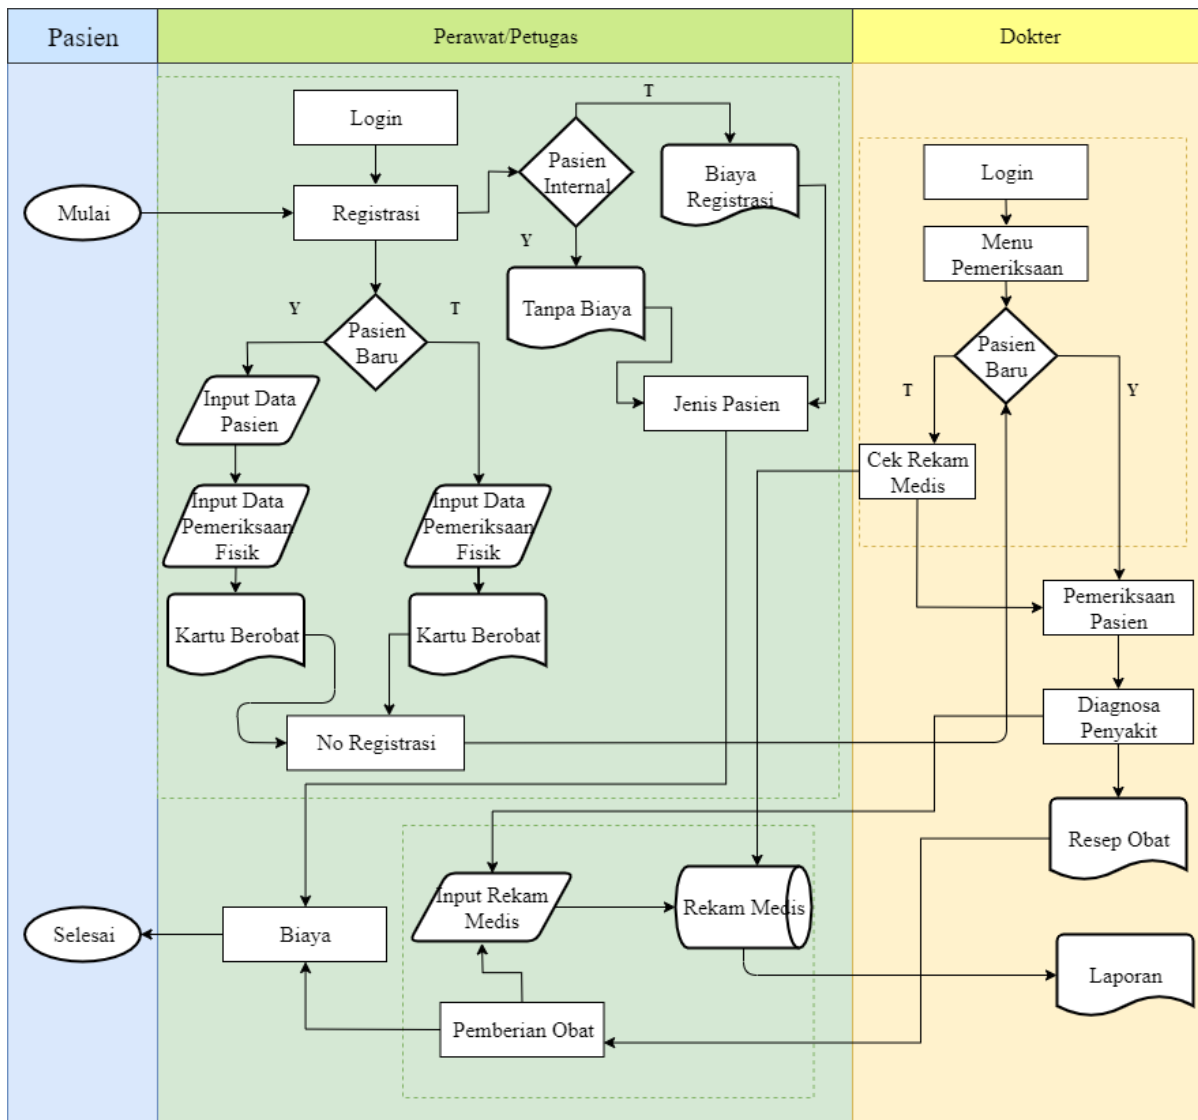 Pasien
Perawat/Petugas
Dokter
Login
T
Pasien
Internal
Biaya
Registrasi
Login
Mulai
Registrasi
Menu
Pemeriksaan
Y
Tanpa Biaya
Y
T
Pasien
Baru
Pasien
Baru
T
Y
Input Data
Pasien
Jenis Pasien
Cek Rekam
Medis
Input Data
Pemeriksaan
Fisik
Input Data
Pemeriksaan
Fisik
Pemeriksaan
Pasien
Kartu Berobat
Kartu Berobat
Diagnosa
Penyakit
No Registrasi
Resep Obat
Input Rekam
Medis
Rekam Medis
Selesai
Biaya
Laporan
Pemberian Obat